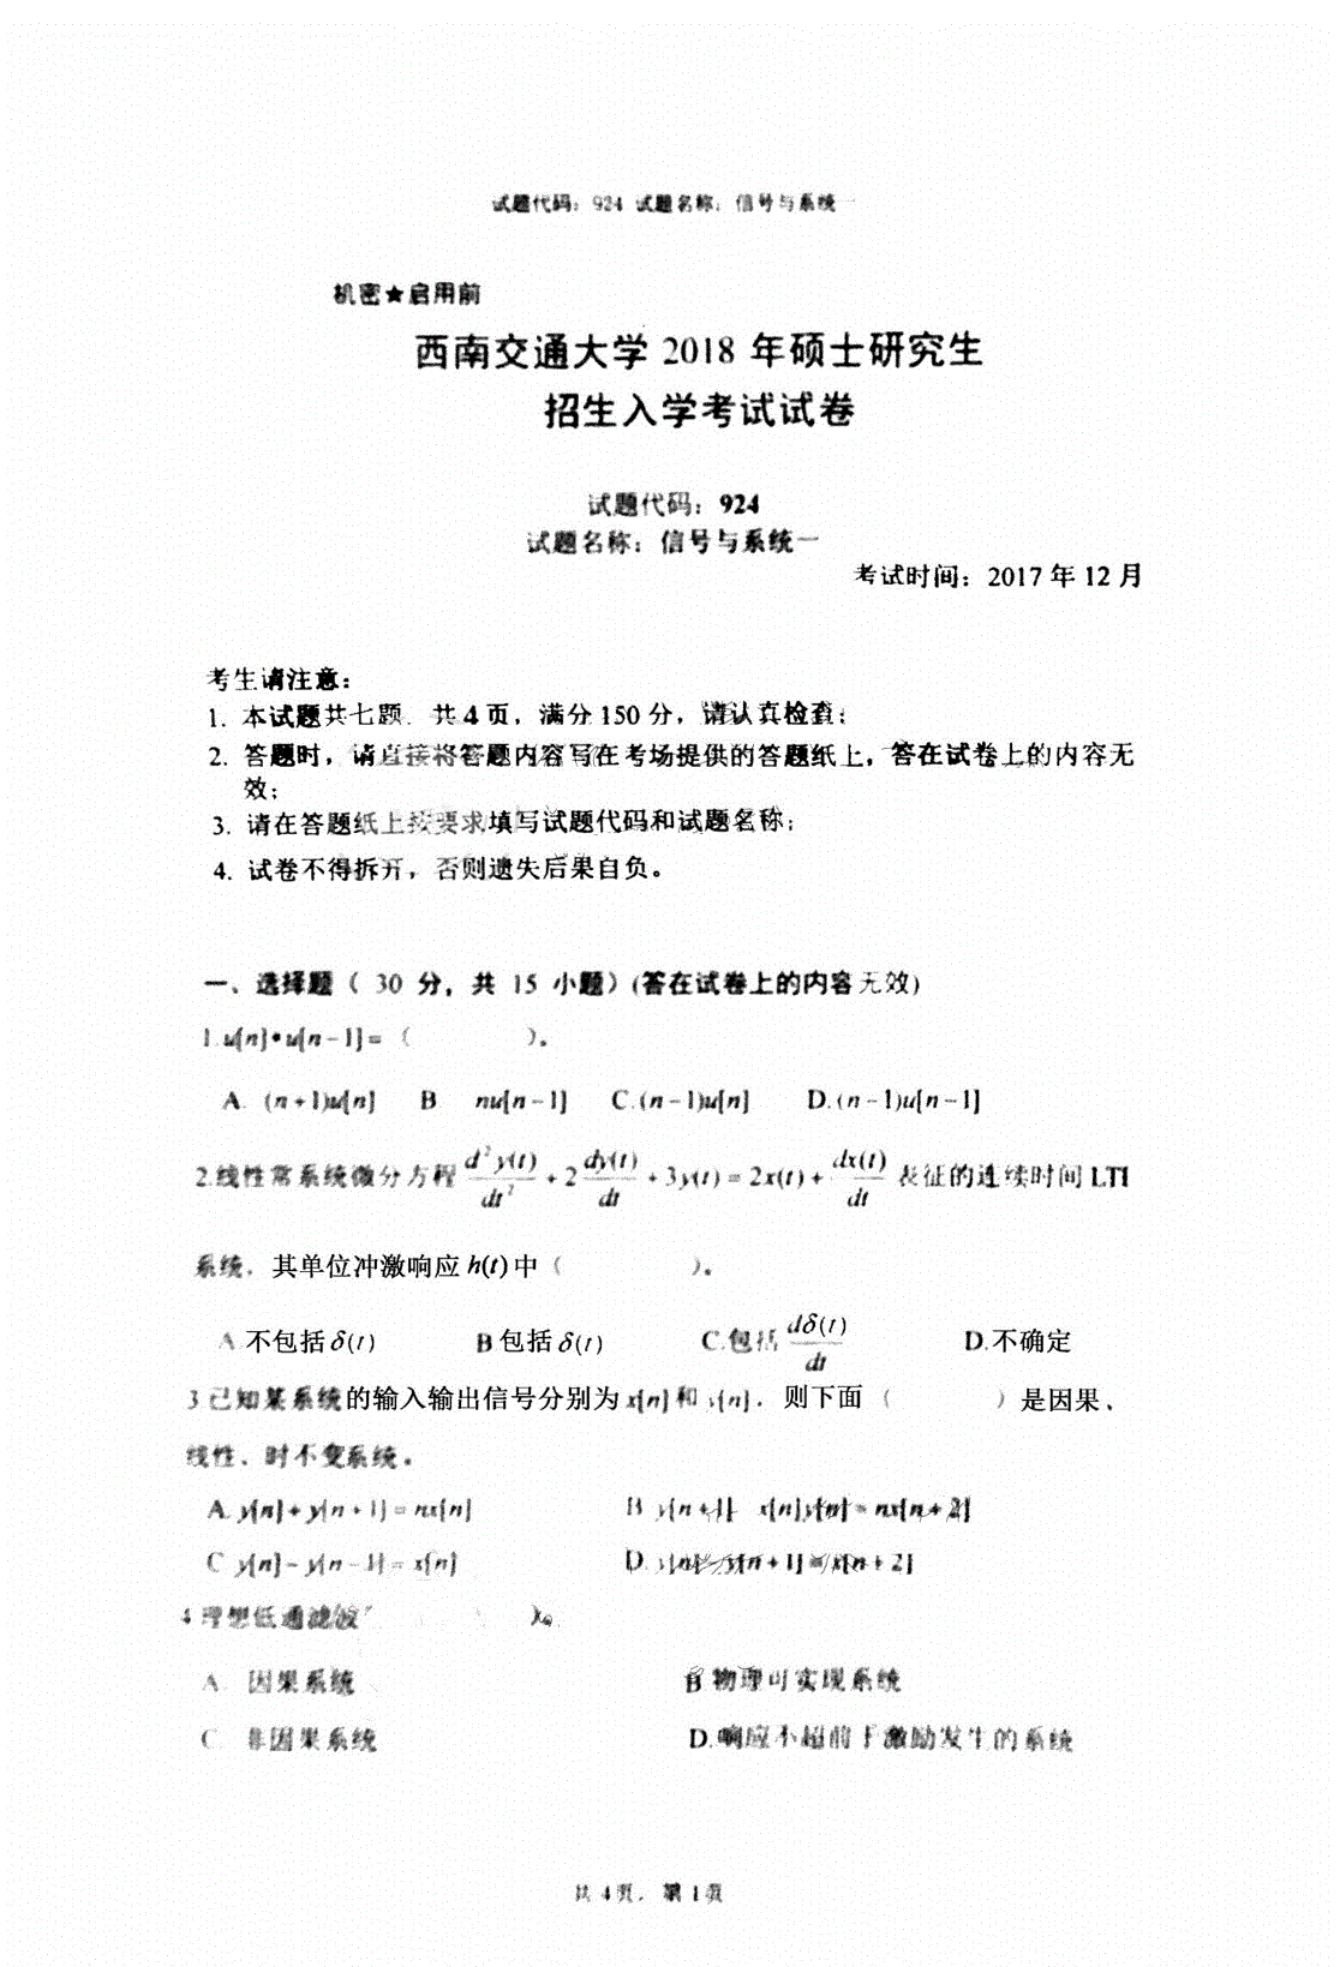 试题代码：924 试题名称：信号与系统一
机密★启用前
西南交通大学 2018 年硕士研究生
招生入学考试试卷
试题代码：924
试题名称：信号与系统一
考试时间：2017 年 12 月
考生请注意：
1. 本试题共七题，共 4 页，满分 150 分，请认真检查；
2. 答题时，请直接将答题内容写在考场提供的答题纸上，答在试卷上的内容无
效；
3. 请在答题纸上按要求填写试题代码和试题名称；
4. 试卷不得拆开，否则遗失后果自负。
一、选择题（ 30 分，共 15 小题）(答在试卷上的内容无效)
1.u[n]•u[n-1]=（ ）。
A. (n+1)u[n] B nu[n-1] C.(n-1)u[n] D.(n-1)u[n-1]
2.线性常系统微分方程 d²y(t)/dt² + 2 dy(t)/dt + 3y(t) = 2x(t) + dx(t)/dt 表征的连续时间 LTI
系统，其单位冲激响应 h(t) 中（ ）。
A.不包括 δ(t) B 包括 δ(t) C.包括 dδ(t)/dt D.不确定
3 已知某系统的输入输出信号分别为 x[n] 和 y[n]，则下面（ ）是因果、
线性、时不变系统。
A. y[n]+y[n+1]=nx[n] B
C y[n]-y[n-1]=x[n] D.
4 理想低通滤波
A. 因果系统 B 物理可实现系统
C 非因果系统 D.响应不超前于激励发生的系统
共 4 页，第 1 页